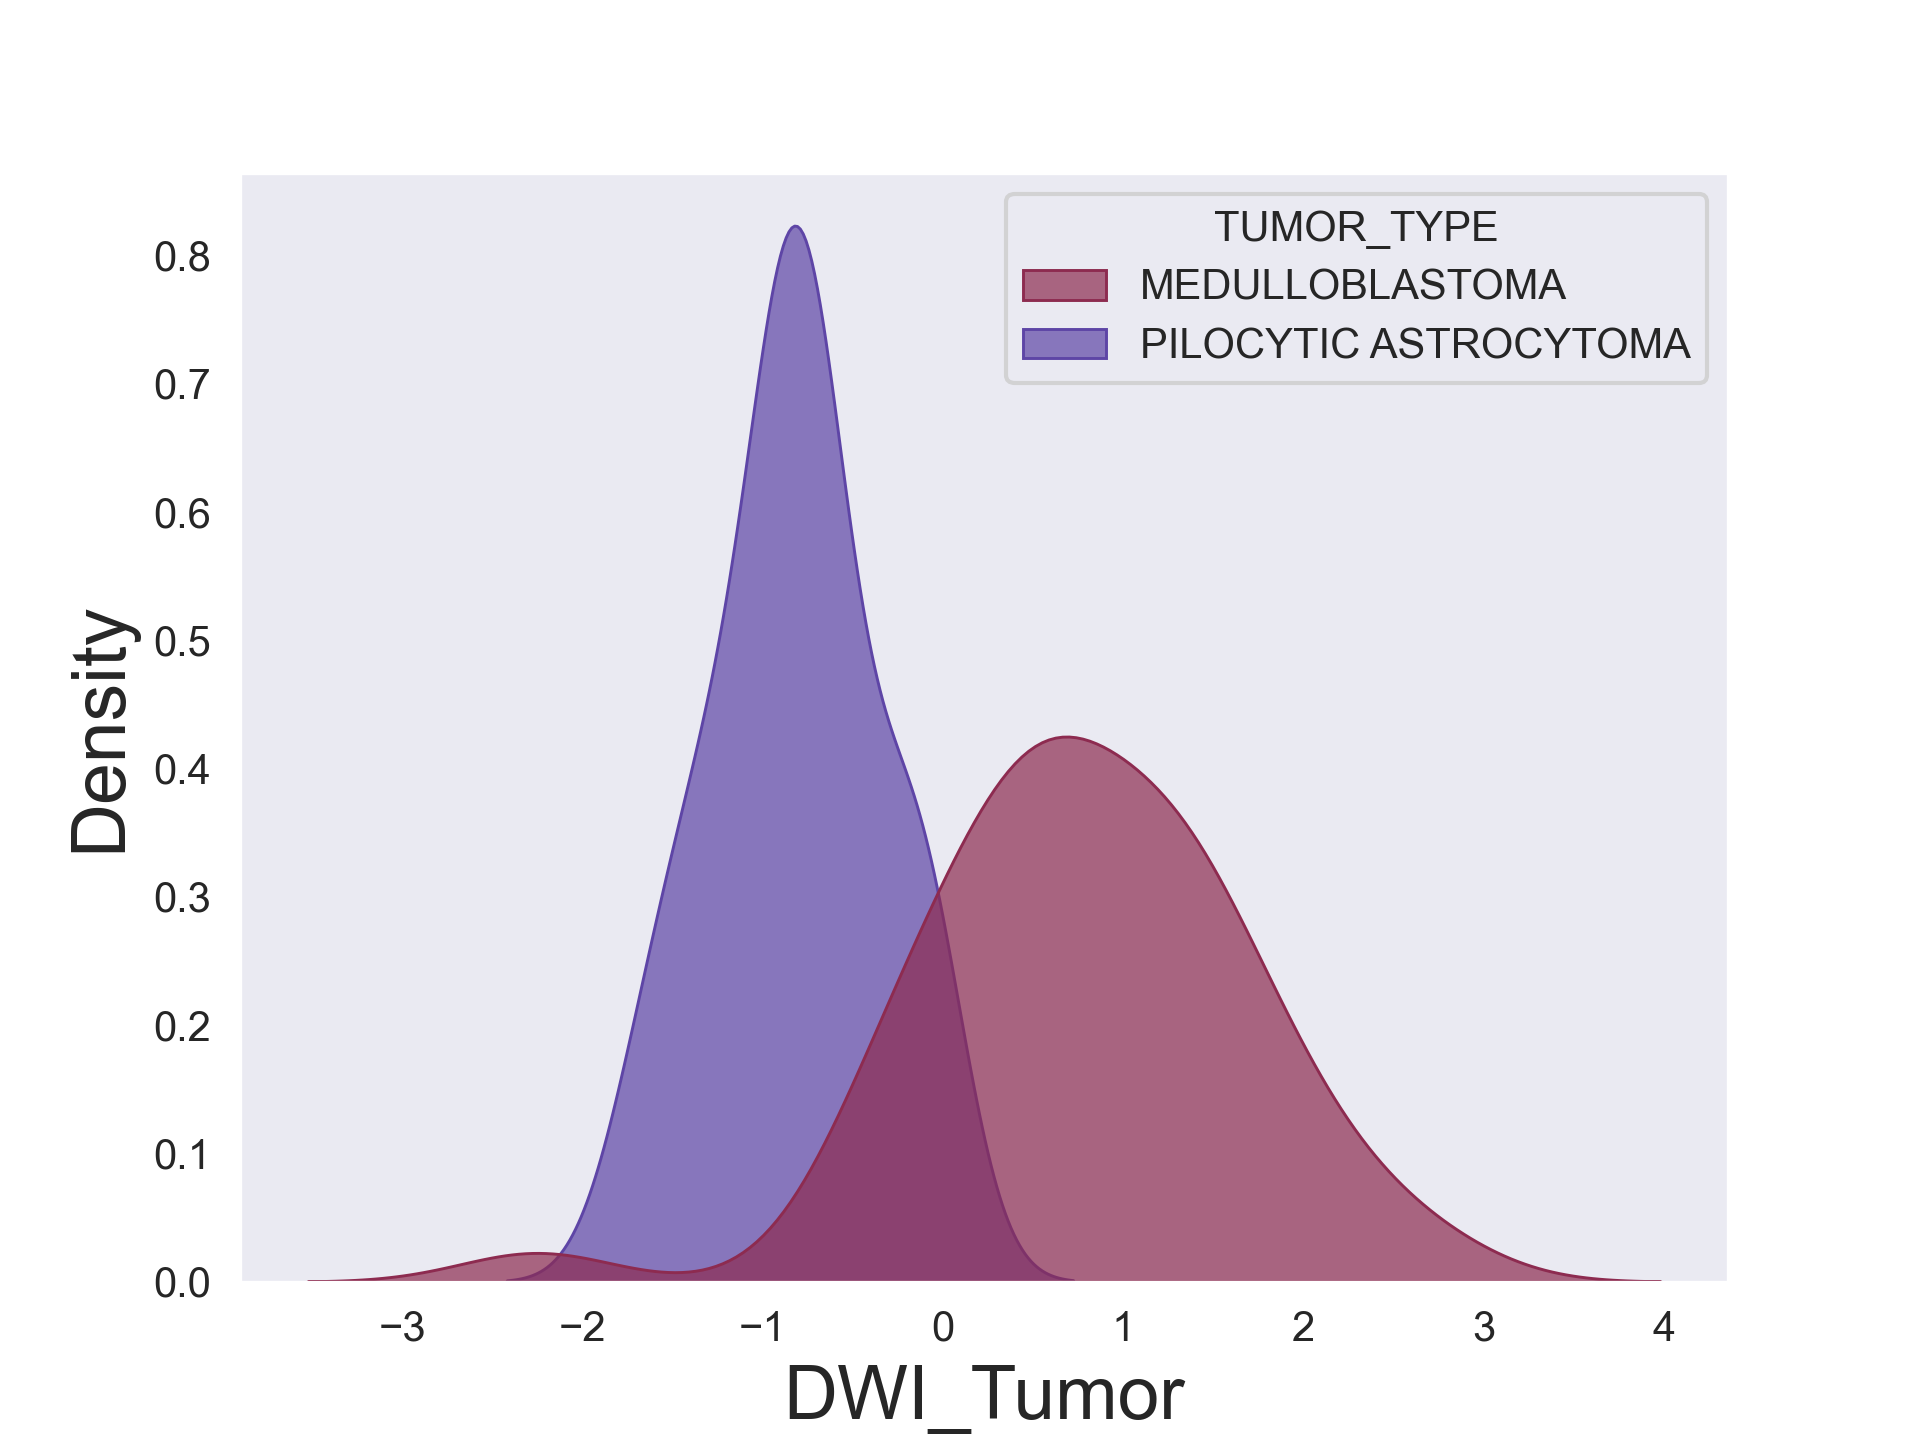 TUMOR_TYPE
MEDULLOBLASTOMA
PILOCYTIC ASTROCYTOMA
0.8
0.7
0.6
0.5
0.4
0.3
0.2
0.1
0.0
Density
−3 −2 −1 0 1 2 3 4
DWI_Tumor